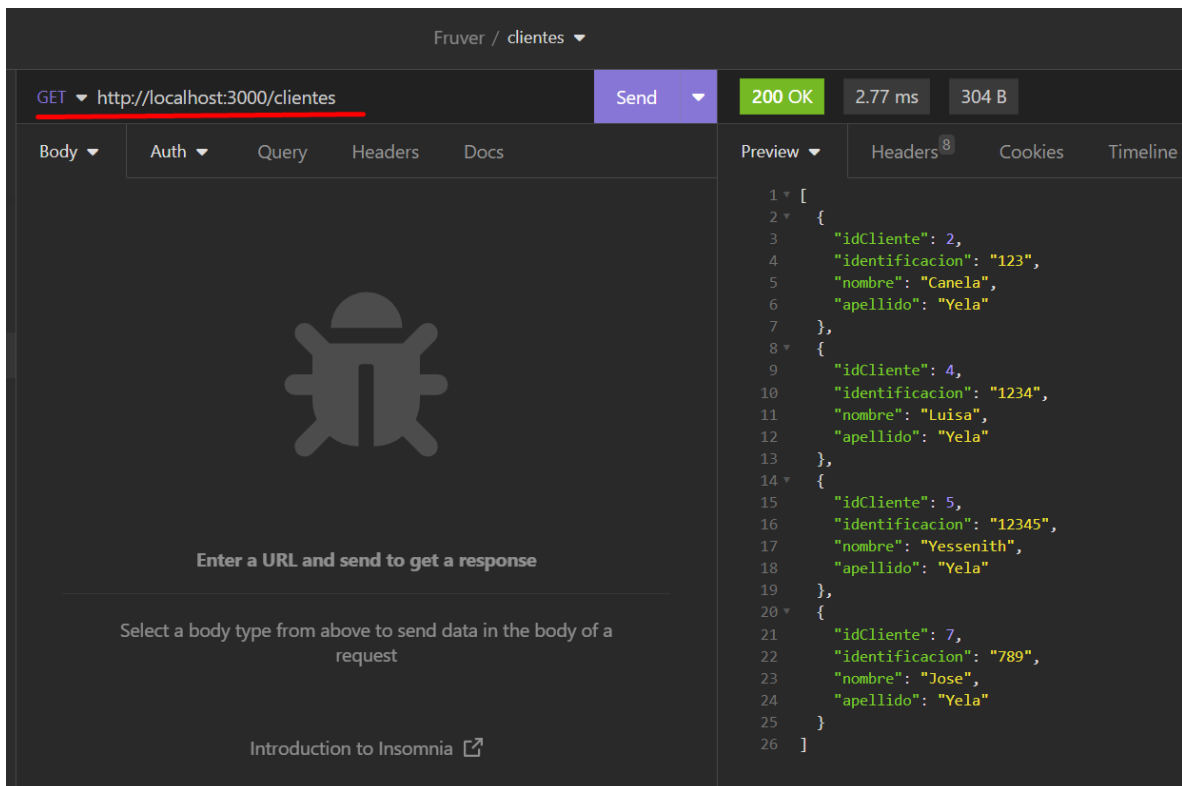 Fruver / clientes
GET http://localhost:3000/clientes Send 200 OK 2.77 ms 304 B
Body Auth Query Headers Docs Preview Headers 8 Cookies Timeline
1 [
2 {
3 "idCliente": 2,
4 "identificacion": "123",
5 "nombre": "Canela",
6 "apellido": "Yela"
7 },
8 {
9 "idCliente": 4,
10 "identificacion": "1234",
11 "nombre": "Luisa",
12 "apellido": "Yela"
13 },
14 {
15 "idCliente": 5,
16 "identificacion": "12345",
17 "nombre": "Yessenith",
18 "apellido": "Yela"
19 },
20 {
21 "idCliente": 7,
22 "identificacion": "789",
23 "nombre": "Jose",
24 "apellido": "Yela"
25 }
26 ]
Enter a URL and send to get a response
Select a body type from above to send data in the body of a
request
Introduction to Insomnia